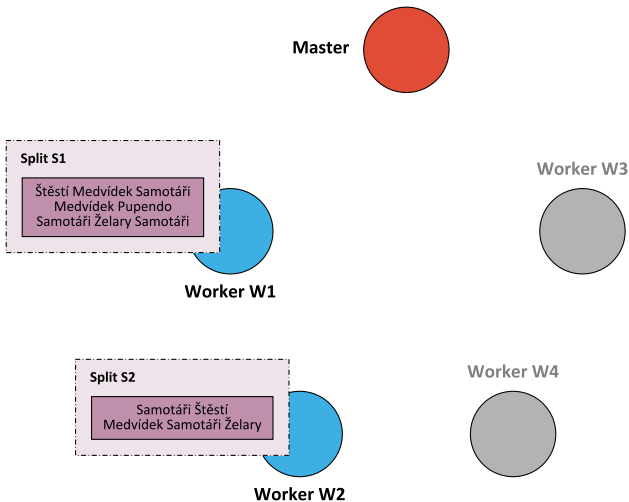 Master
Split S1
Štěstí Medvídek Samotáři
Medvídek Pupendo
Samotáři Želary Samotáři
Worker W3
Worker W1
Split S2
Samotáři Štěstí
Medvídek Samotáři Želary
Worker W4
Worker W2